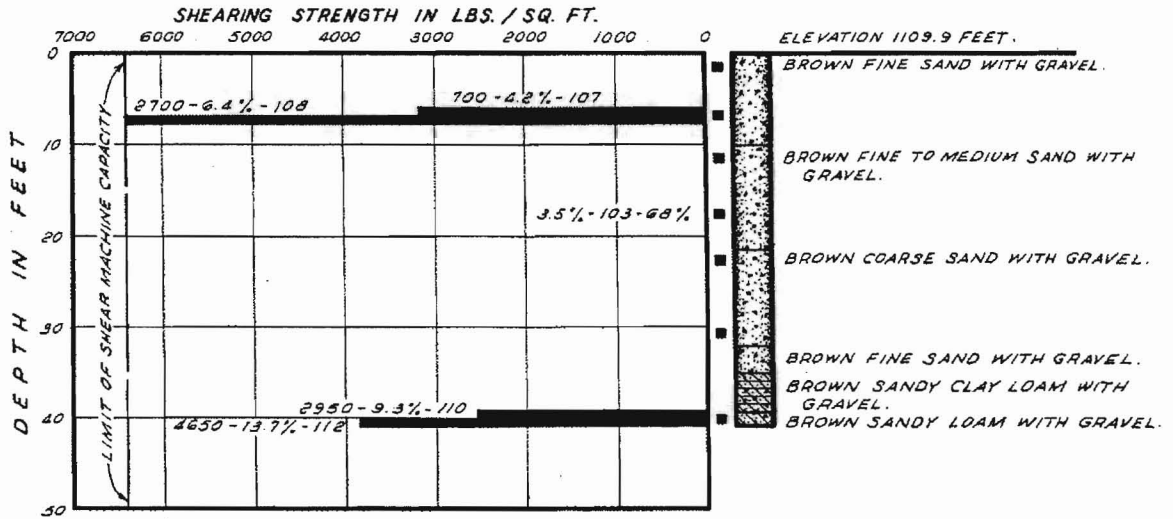 SHEARING STRENGTH IN LBS. / SQ. FT.
7000 6000 5000 4000 3000 2000 1000 0
ELEVATION 1109.9 FEET.
DEPTH IN FEET
0
10
20
30
40
50
LIMIT OF SHEAR MACHINE CAPACITY
2700-6.4%-108
700-4.2%-107
3.5%-103-68%
2950-9.3%-110
4650-13.7%-112
BROWN FINE SAND WITH GRAVEL.
BROWN FINE TO MEDIUM SAND WITH
GRAVEL.
BROWN COARSE SAND WITH GRAVEL.
BROWN FINE SAND WITH GRAVEL.
BROWN SANDY CLAY LOAM WITH
GRAVEL.
BROWN SANDY LOAM WITH GRAVEL.